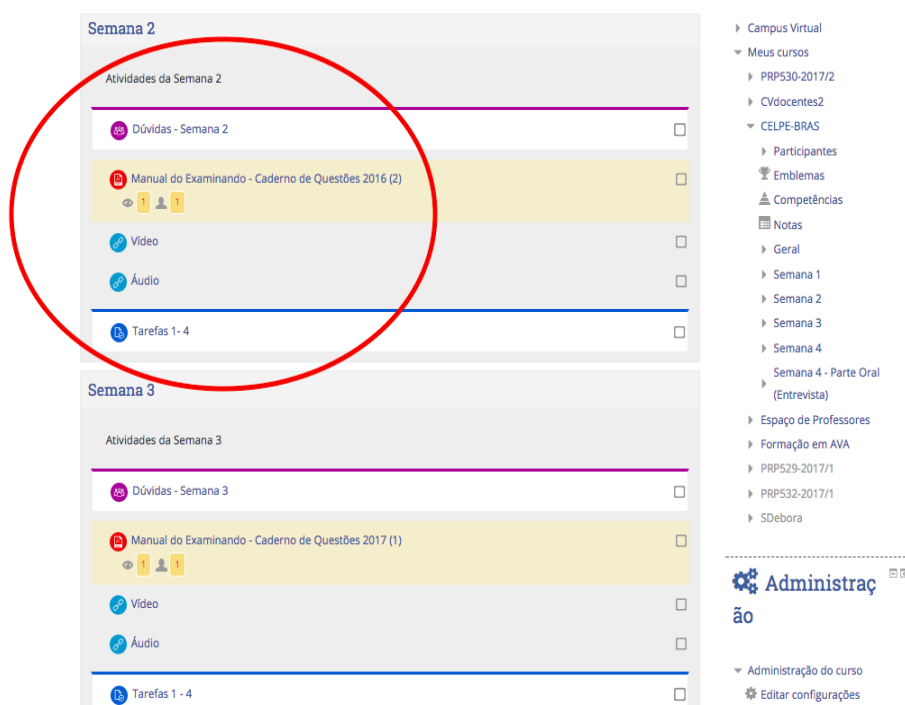 Semana 2
Atividades da Semana 2
Dúvidas - Semana 2
Manual do Examinando - Caderno de Questões 2016 (2)
1 1
Vídeo
Áudio
Tarefas 1- 4
Semana 3
Atividades da Semana 3
Dúvidas - Semana 3
Manual do Examinando - Caderno de Questões 2017 (1)
1 1
Vídeo
Áudio
Tarefas 1 - 4
Campus Virtual
Meus cursos
PRP530-2017/2
CVdocentes2
CELPE-BRAS
Participantes
Emblemas
Competências
Notas
Geral
Semana 1
Semana 2
Semana 3
Semana 4
Semana 4 - Parte Oral
(Entrevista)
Espaço de Professores
Formação em AVA
PRP529-2017/1
PRP532-2017/1
SDebora
Administraç
ão
Administração do curso
Editar configurações